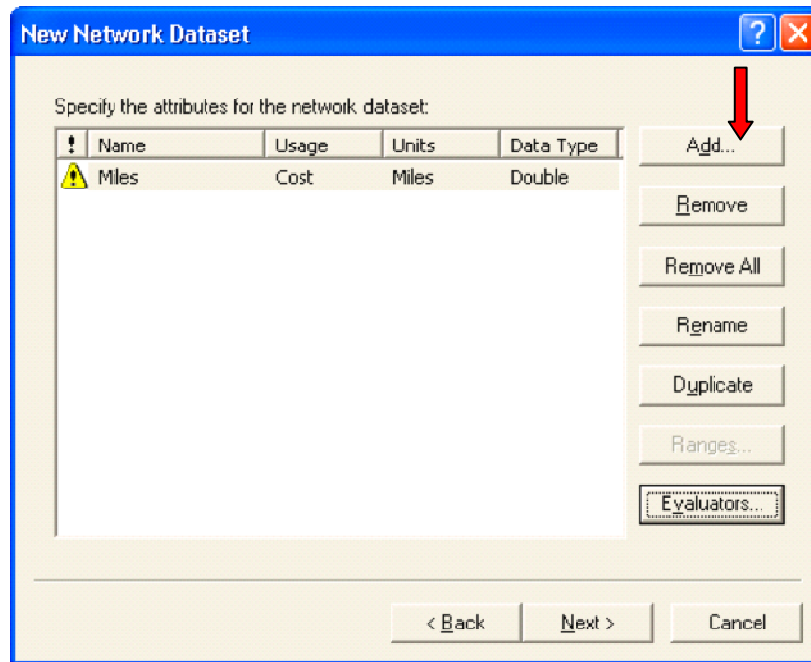 New Network Dataset
Specify the attributes for the network dataset:
! Name Usage Units Data Type
Miles Cost Miles Double
Add...
Remove
Remove All
Rename
Duplicate
Ranges...
Evaluators...
< Back Next > Cancel